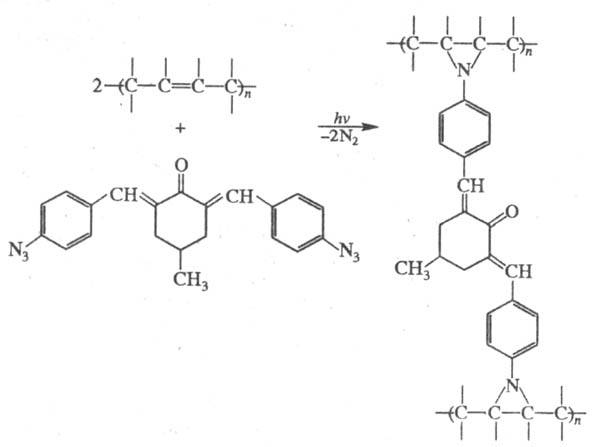 —(C—C—C—C)n—
N
2—(C—C=C—C)n—
+
hν
–2N2
O
CH
CH
N3
N3
CH3
CH
O
CH3
CH
N
—(C—C—C—C)n—